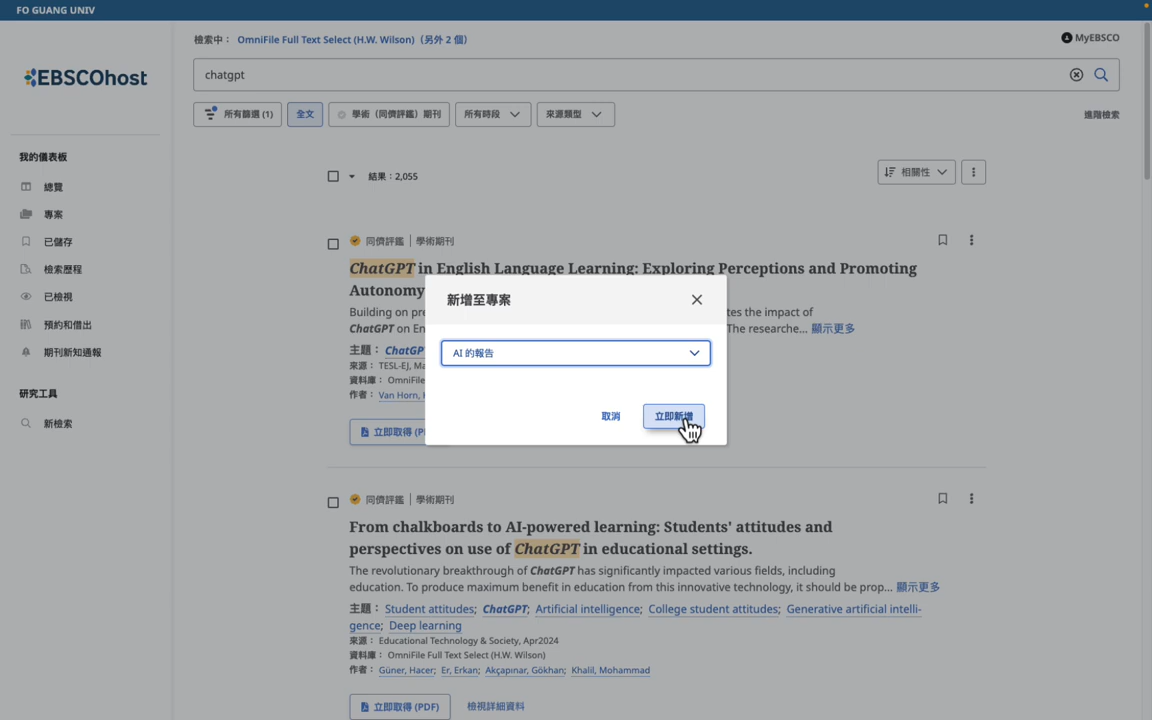 FO GUANG UNIV
檢索中： OmniFile Full Text Select (H.W. Wilson)（另外 2 個）
MyEBSCO
EBSCOhost
chatgpt
所有篩選 (1)
全文
學術（同儕評鑑）期刊
所有時段
來源類型
進階檢索
我的儀表板
總覽
專案
已儲存
檢索歷程
已檢視
預約和借出
期刊新知通報
研究工具
新檢索
結果：2,055
相關性
同儕評鑑 | 學術期刊
ChatGPT in English Language Learning: Exploring Perceptions and Promoting
Autonomy
Building on pre
tes the impact of
ChatGPT on En
The researche... 顯示更多
主題： ChatGP
來源： TESL-EJ, Ma
資料庫： OmniFile
作者： Van Horn,
立即取得 (P
新增至專案
AI 的報告
取消
立即新增
同儕評鑑 | 學術期刊
From chalkboards to AI-powered learning: Students' attitudes and
perspectives on use of ChatGPT in educational settings.
The revolutionary breakthrough of ChatGPT has significantly impacted various fields, including
education. To produce maximum benefit in education from this innovative technology, it should be prop... 顯示更多
主題： Student attitudes; ChatGPT; Artificial intelligence; College student attitudes; Generative artificial intelli-
gence; Deep learning
來源： Educational Technology & Society, Apr2024
資料庫： OmniFile Full Text Select (H.W. Wilson)
作者： Güner, Hacer; Er, Erkan; Akçapınar, Gökhan; Khalil, Mohammad
立即取得 (PDF)
檢視詳細資料